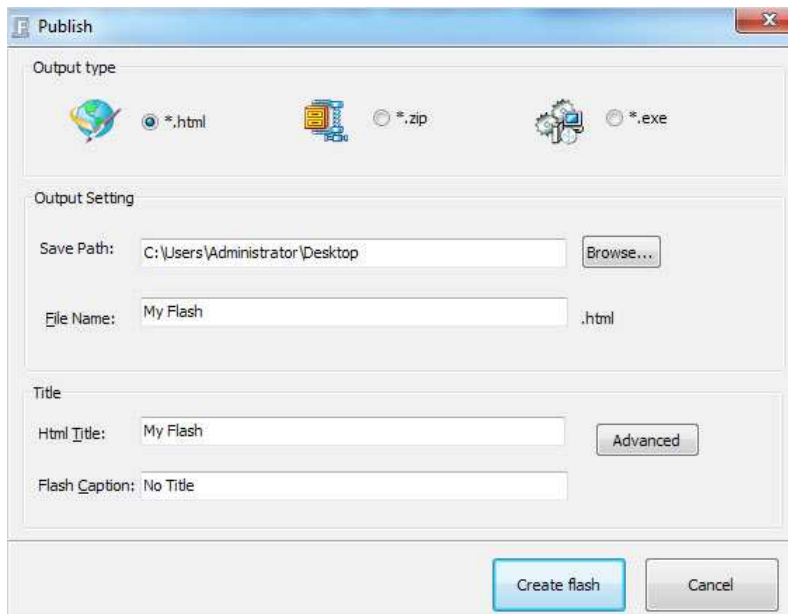 Publish
Output type
*.html
*.zip
*.exe
Output Setting
Save Path: C:\Users\Administrator\Desktop Browse...
File Name: My Flash .html
Title
Html Title: My Flash
Advanced
Flash Caption: No Title
Create flash Cancel